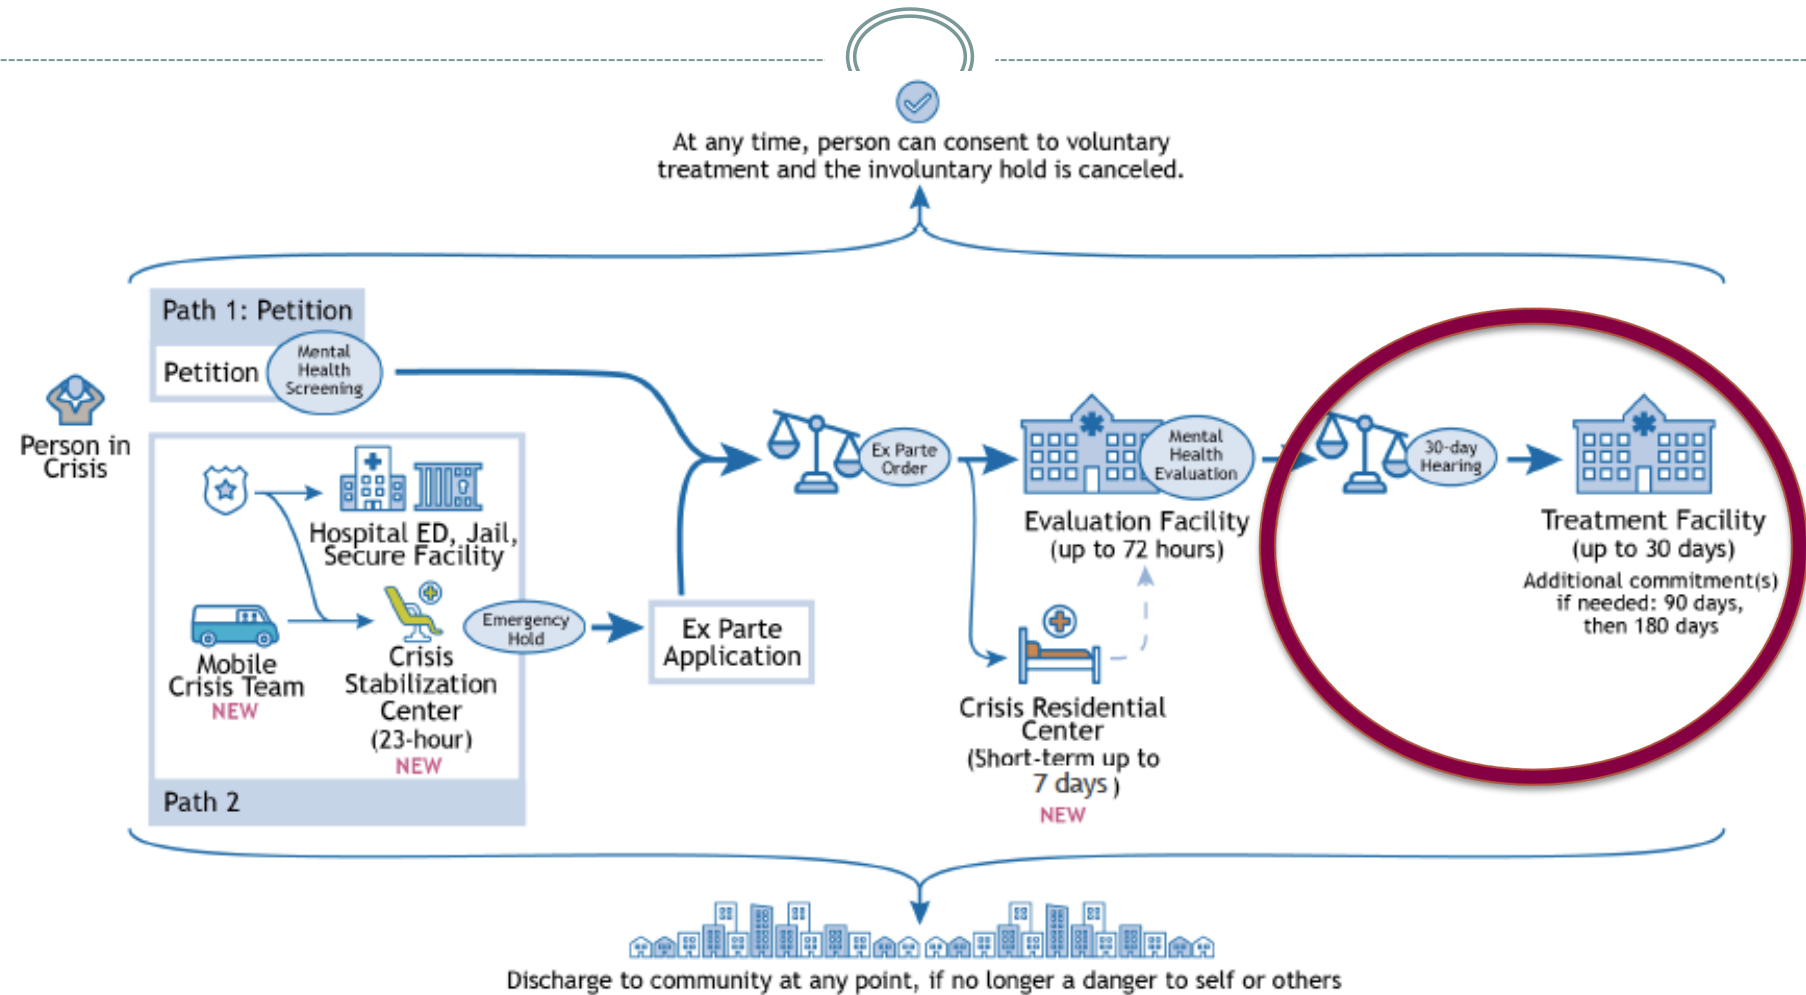 At any time, person can consent to voluntary
treatment and the involuntary hold is canceled.
Path 1: Petition
Petition
Mental
Health
Screening
Person in
Crisis
Hospital ED, Jail,
Secure Facility
Mobile
Crisis Team
NEW
Crisis
Stabilization
Center
(23-hour)
NEW
Emergency
Hold
Path 2
Ex Parte
Application
Ex Parte
Order
Evaluation Facility
(up to 72 hours)
Mental
Health
Evaluation
Crisis Residential
Center
(Short-term up to
7 days)
NEW
30-day
Hearing
Treatment Facility
(up to 30 days)
Additional commitment(s)
if needed: 90 days,
then 180 days
Discharge to community at any point, if no longer a danger to self or others